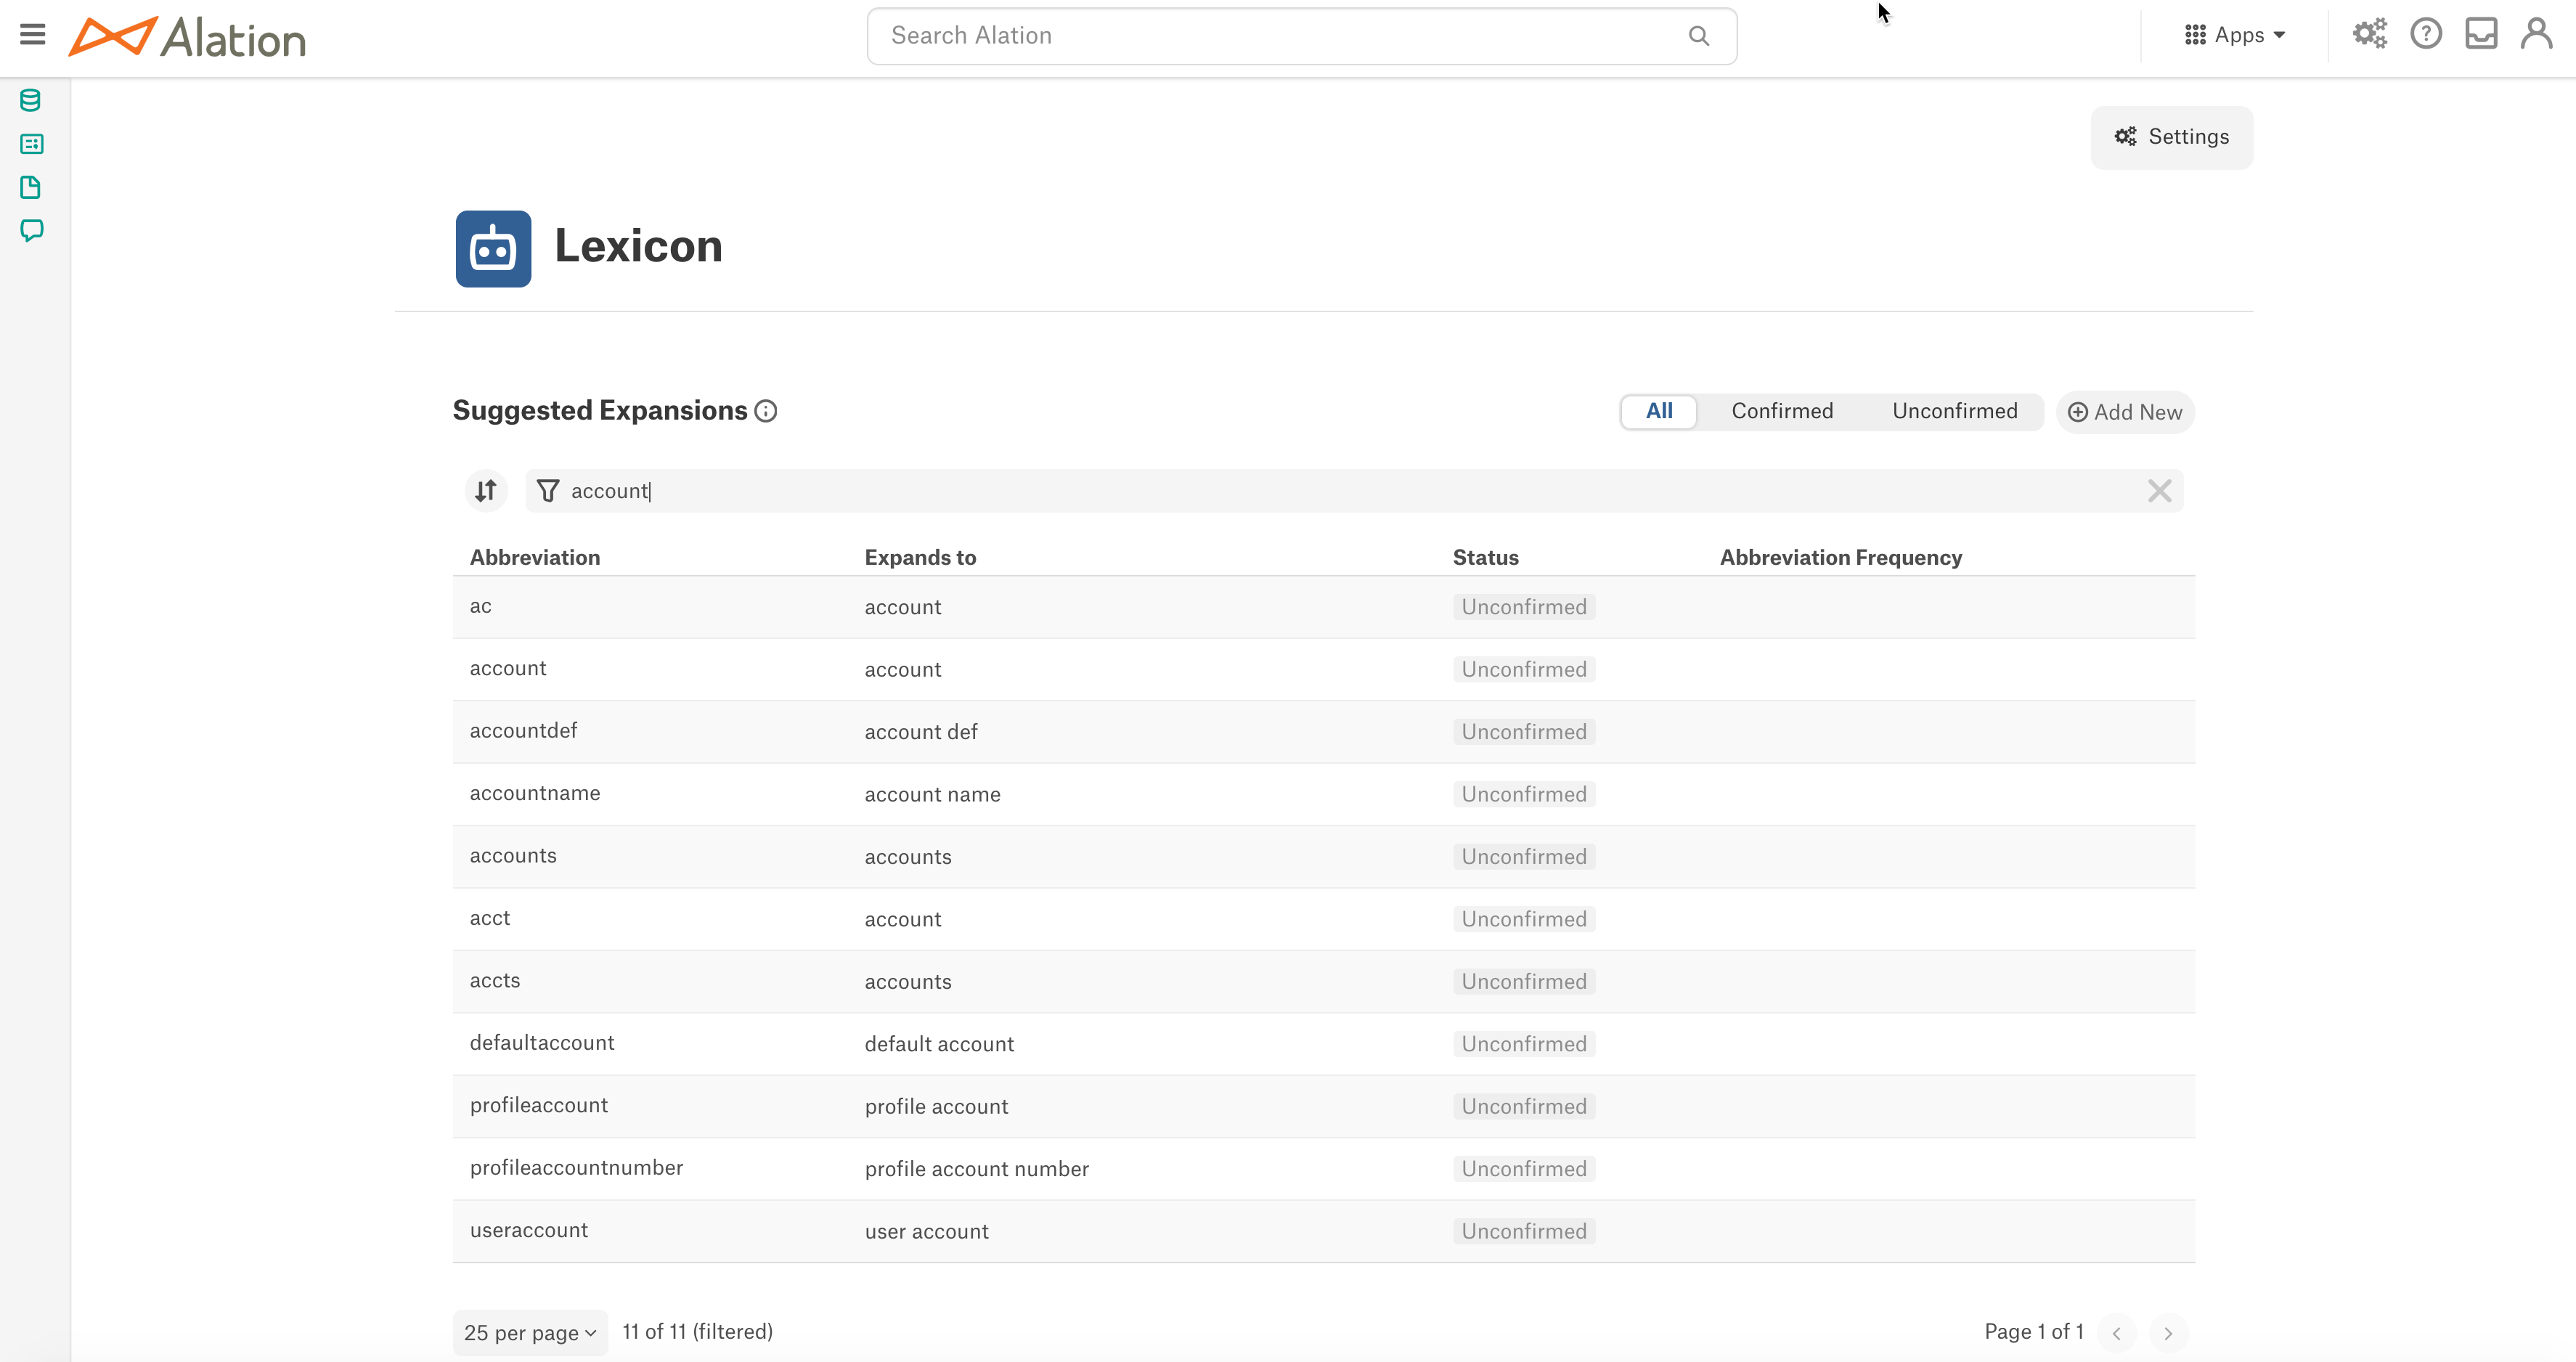 Alation
Search Alation
Apps
Settings
Lexicon
Suggested Expansions
All Confirmed Unconfirmed Add New
account
Abbreviation Expands to Status Abbreviation Frequency
ac account Unconfirmed
account account Unconfirmed
accountdef account def Unconfirmed
accountname account name Unconfirmed
accounts accounts Unconfirmed
acct account Unconfirmed
accts accounts Unconfirmed
defaultaccount default account Unconfirmed
profileaccount profile account Unconfirmed
profileaccountnumber profile account number Unconfirmed
useraccount user account Unconfirmed
25 per page 11 of 11 (filtered) Page 1 of 1